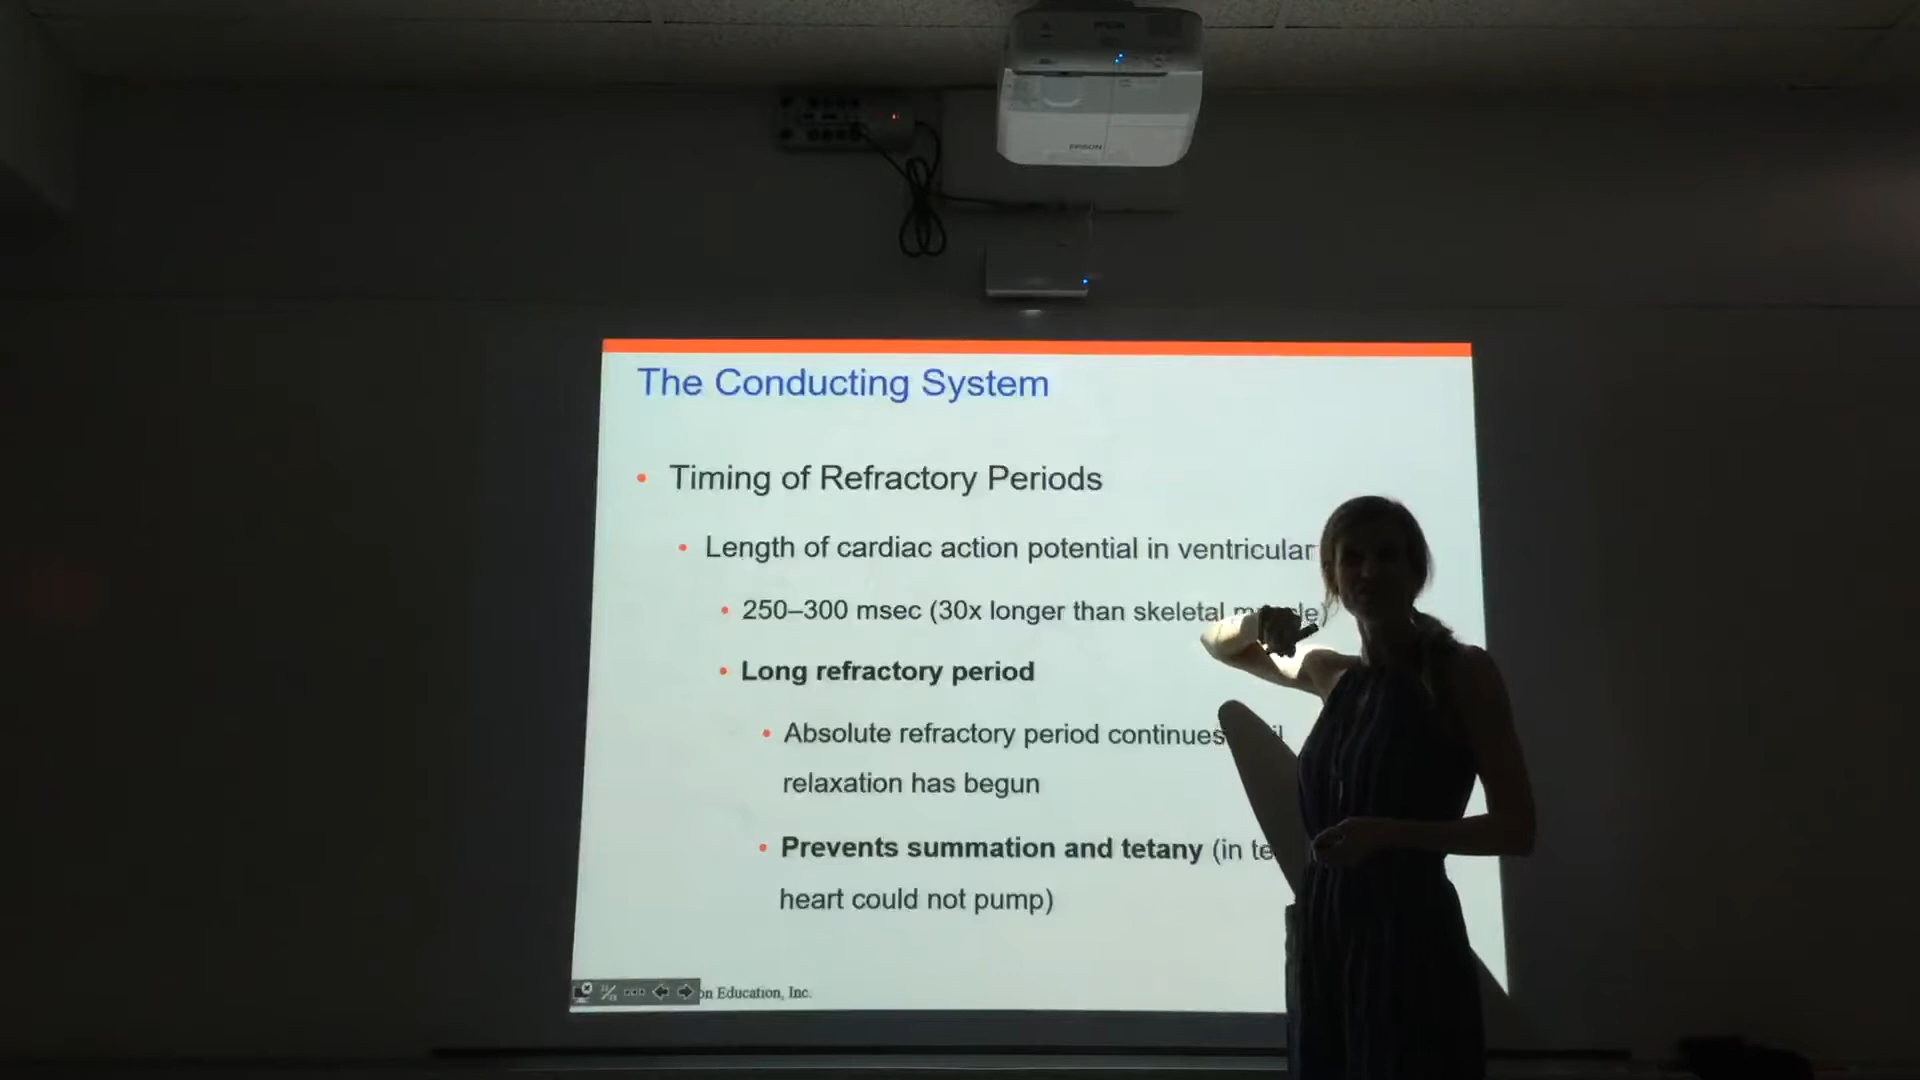 EPSON
The Conducting System
• Timing of Refractory Periods
• Length of cardiac action potential in ventricular
• 250–300 msec (30x longer than skeletal
• Long refractory period
• Absolute refractory period continues
relaxation has begun
• Prevents summation and tetany (in
heart could not pump)
Education, Inc.